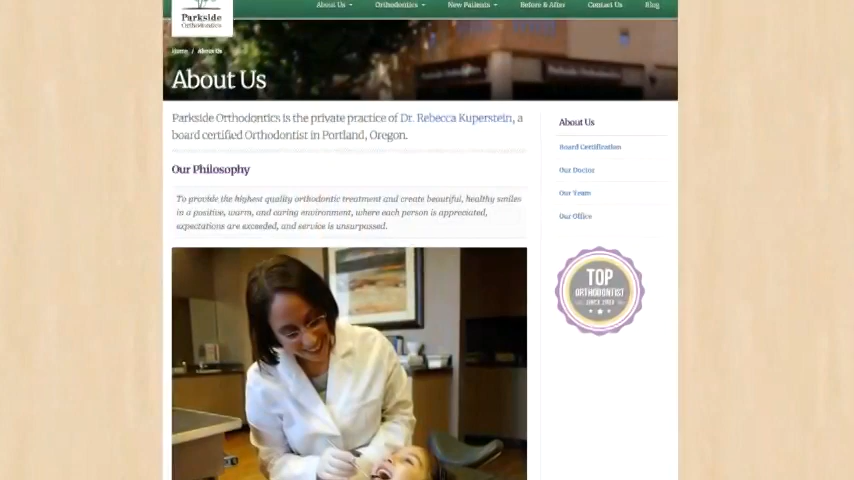 Parkside
Orthodontics
About Us
Orthodontics
New Patients
Before & After
Contact Us
Blog
Home / About Us
About Us
Parkside Orthodontics is the private practice of Dr. Rebecca Kuperstein, a
board certified Orthodontist in Portland, Oregon.
Our Philosophy
To provide the highest quality orthodontic treatment and create beautiful, healthy smiles
in a positive, warm, and caring environment, where each person is appreciated,
expectations are exceeded, and service is unsurpassed.
About Us
Board Certification
Our Doctor
Our Team
Our Office
TOP
ORTHODONTIST